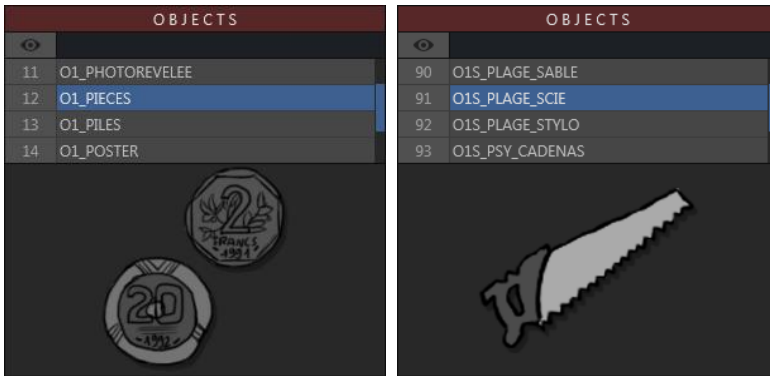 OBJECTS
11 O1_PHOTOREVELEE
12 O1_PIECES
13 O1_PILES
14 O1_POSTER
2
FRANCS
1991
20
1992
OBJECTS
90 O1S_PLAGE_SABLE
91 O1S_PLAGE_SCIE
92 O1S_PLAGE_STYLO
93 O1S_PSY_CADENAS